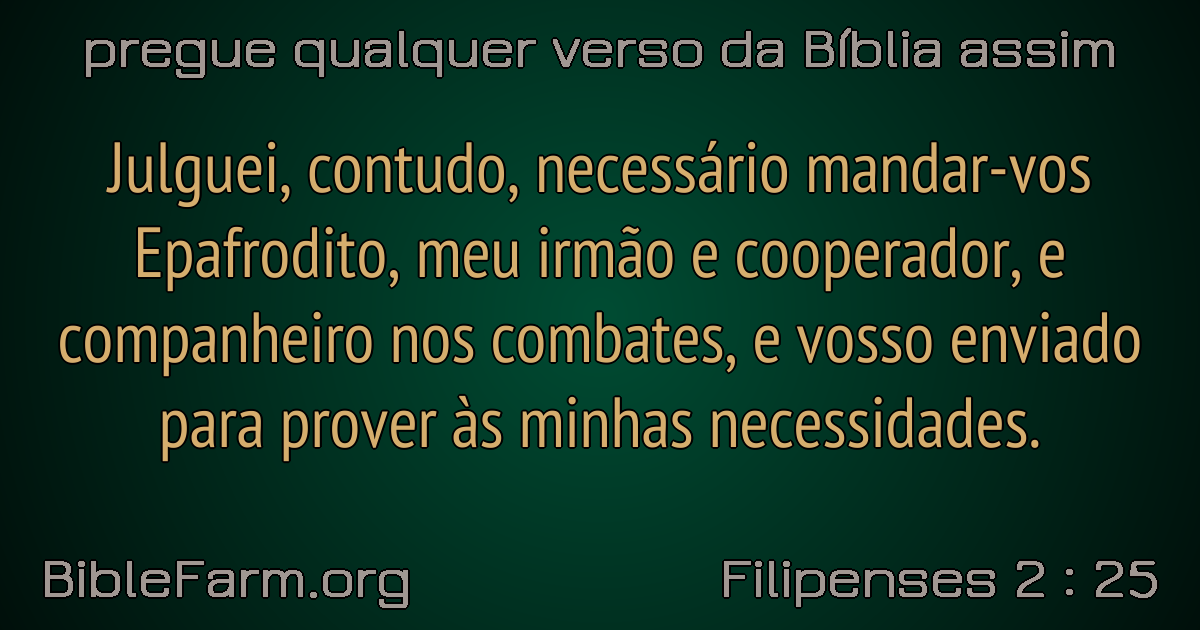 pregue qualquer verso da Bíblia assim
Julguei, contudo, necessário mandar-vos
Epafrodito, meu irmão e cooperador, e
companheiro nos combates, e vosso enviado
para prover às minhas necessidades.
BibleFarm.org
Filipenses 2 : 25